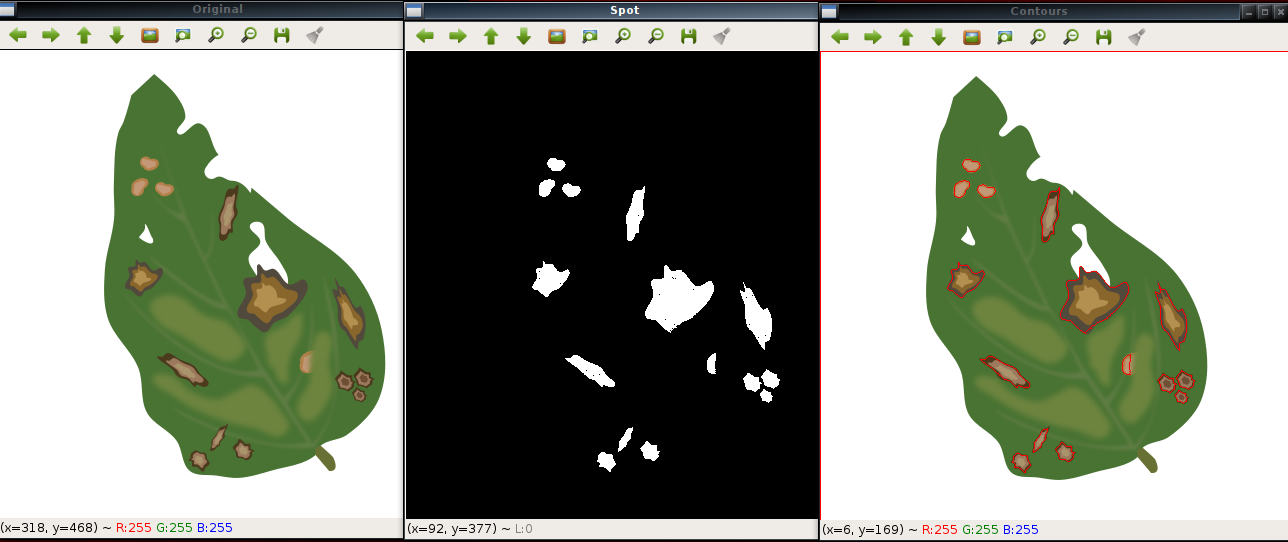 Original
Spot
Contours
(x=318, y=468) ~ R:255 G:255 B:255
(x=92, y=377) ~ L:0
(x=6, y=169) ~ R:255 G:255 B:255